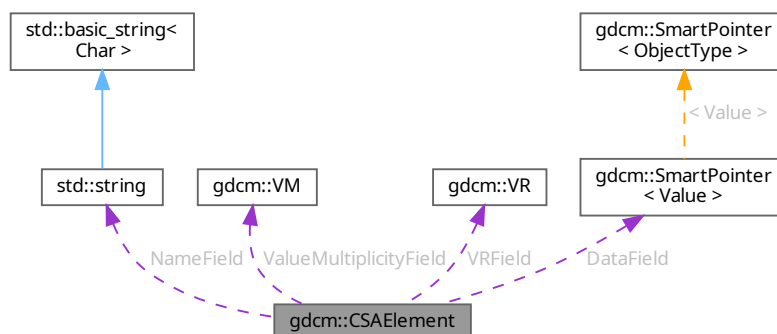 std::basic_string<
Char >
gdcm::SmartPointer
< ObjectType >
< Value >
std::string
gdcm::VM
gdcm::VR
gdcm::SmartPointer
< Value >
NameField
ValueMultiplicityField
VRField
DataField
gdcm::CSAElement